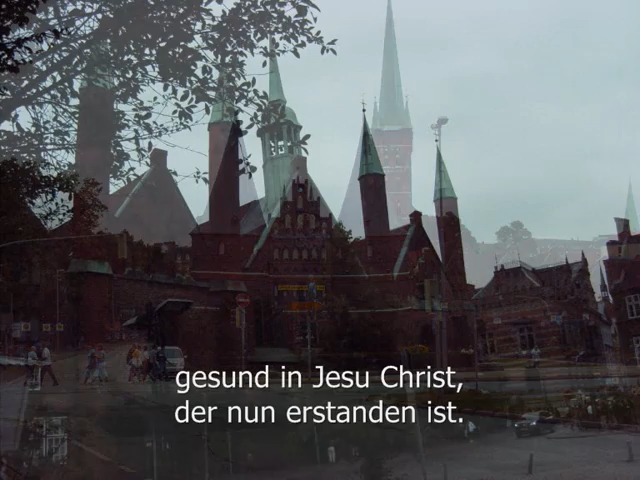 gesund in Jesu Christ,
der nun erstanden ist.